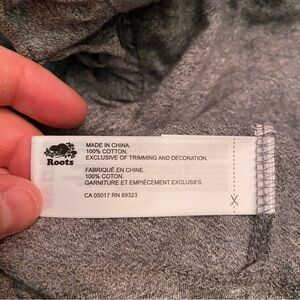 Roots
MADE IN CHINA.
100% COTTON.
EXCLUSIVE OF TRIMMING AND DECORATION.
FABRIQUÉ EN CHINE.
100% COTON.
GARNITURE ET EMPIÈCEMENT EXCLUSIFS.
CA 05017 RN 89323